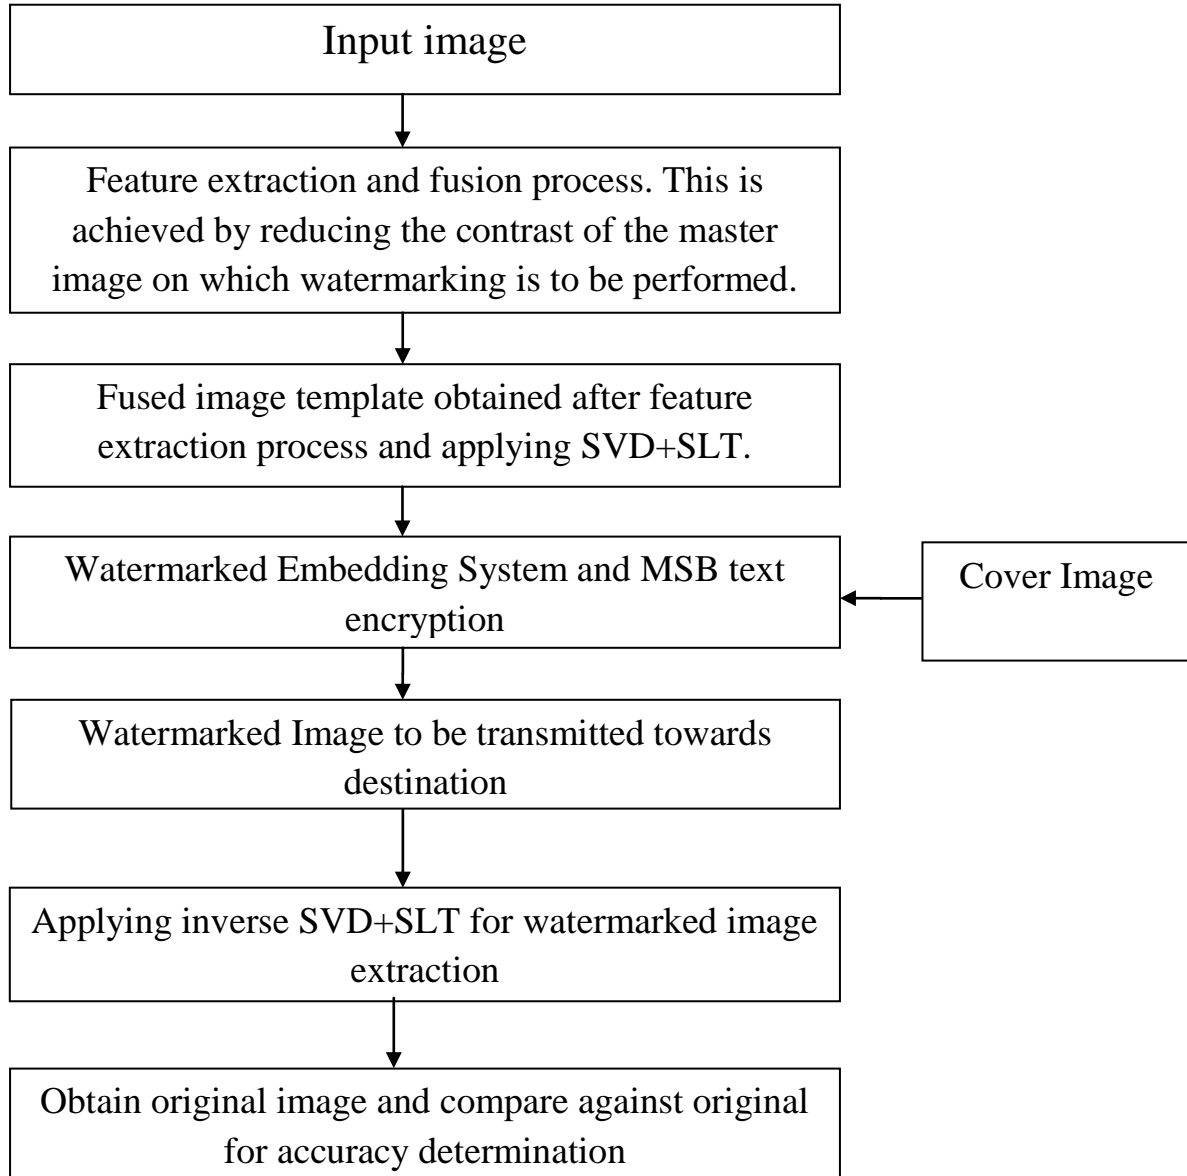 Input image
Feature extraction and fusion process. This is
achieved by reducing the contrast of the master
image on which watermarking is to be performed.
Fused image template obtained after feature
extraction process and applying SVD+SLT.
Watermarked Embedding System and MSB text
encryption
Cover Image
Watermarked Image to be transmitted towards
destination
Applying inverse SVD+SLT for watermarked image
extraction
Obtain original image and compare against original
for accuracy determination